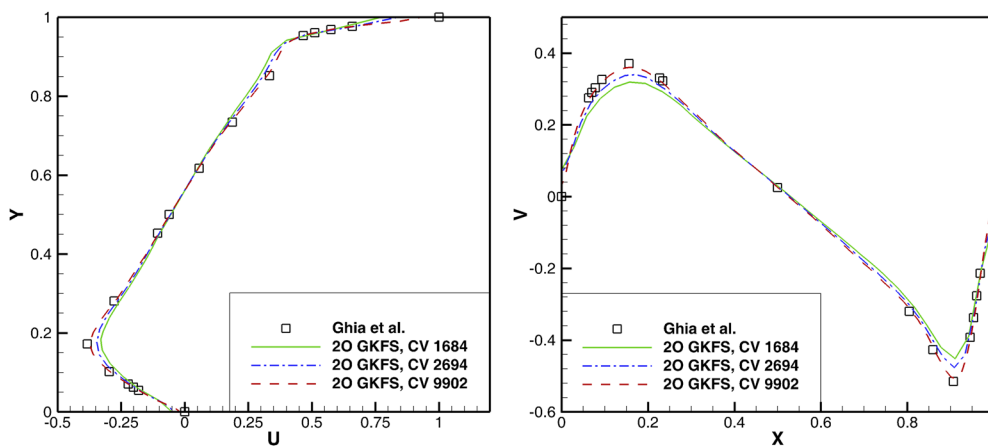 1
0.8
0.6
0.4
0.2
0
Y
-0.5
-0.25
0
0.25
0.5
0.75
1
U
Ghia et al.
2O GKFS, CV 1684
2O GKFS, CV 2694
2O GKFS, CV 9902
0.4
0.2
0
-0.2
-0.4
-0.6
V
0
0.2
0.4
0.6
0.8
X
Ghia et al.
2O GKFS, CV 1684
2O GKFS, CV 2694
2O GKFS, CV 9902